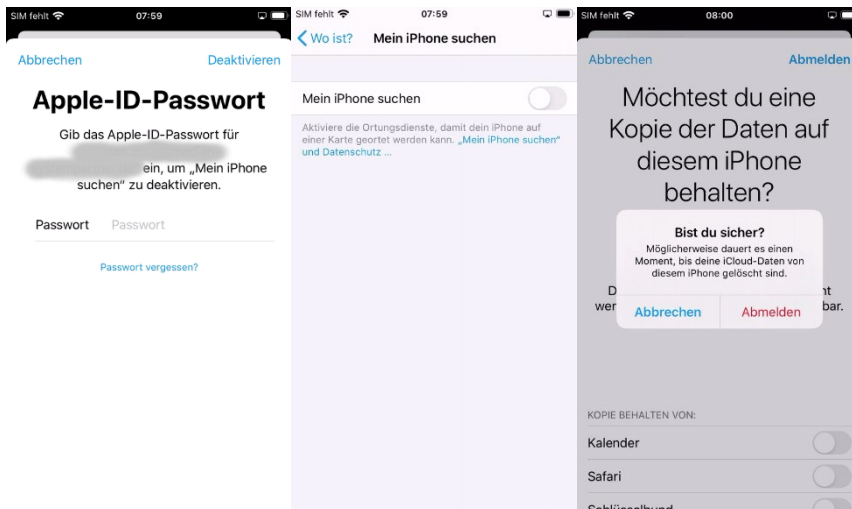 SIM fehlt 07:59
Abbrechen Deaktivieren
Apple-ID-Passwort
Gib das Apple-ID-Passwort für
ein, um „Mein iPhone
suchen“ zu deaktivieren.
Passwort Passwort
Passwort vergessen?
SIM fehlt 07:59
Wo ist? Mein iPhone suchen
Mein iPhone suchen
Aktiviere die Ortungsdienste, damit dein iPhone auf
einer Karte geortet werden kann. „Mein iPhone suchen“
und Datenschutz ...
SIM fehlt 08:00
Abbrechen Abmelden
Möchtest du eine
Kopie der Daten auf
diesem iPhone
behalten?
Bist du sicher?
Möglicherweise dauert es einen
Moment, bis deine iCloud-Daten von
diesem iPhone gelöscht sind.
Abbrechen Abmelden
KOPIE BEHALTEN VON:
Kalender
Safari